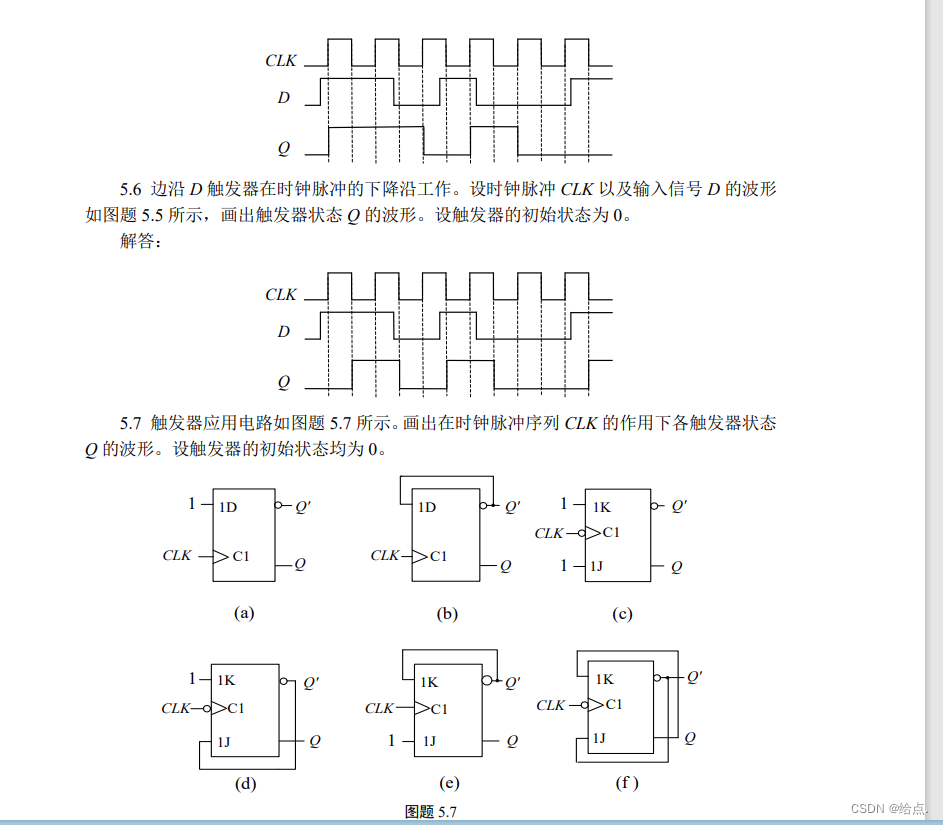 CLK
D
Q
5.6 边沿 D 触发器在时钟脉冲的下降沿工作。设时钟脉冲 CLK 以及输入信号 D 的波形
如图题 5.5 所示，画出触发器状态 Q 的波形。设触发器的初始状态为 0。
解答：
CLK
D
Q
5.7 触发器应用电路如图题 5.7 所示。画出在时钟脉冲序列 CLK 的作用下各触发器状态
Q 的波形。设触发器的初始状态均为 0。
1 1D Q' 1D Q' 1 1K Q'
CLK C1
CLK C1 Q CLK C1 Q 1 1J Q
(a) (b) (c)
1 1K Q' 1K Q' 1K Q'
CLK C1 CLK C1 CLK C1
1J Q 1 1J Q 1J Q
(d) (e) (f)
图题 5.7
CSDN @给点.